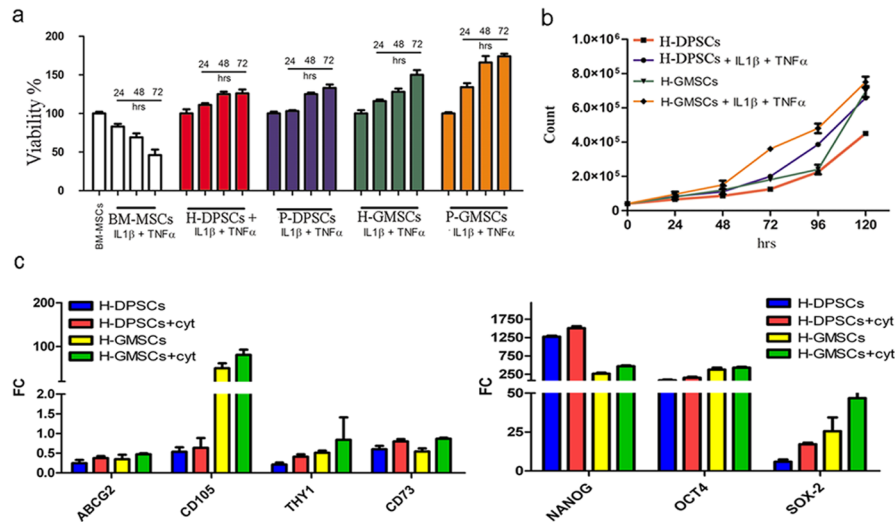 a
Viability %
200
150
100
50
0
24 48 72
hrs
24 48 72
hrs
24 48 72
hrs
24 48 72
hrs
24 48 72
hrs
BM-MSCs
BM-MSCs
IL1β + TNFα
H-DPSCs +
IL1β + TNFα
P-DPSCs
IL1β + TNFα
H-GMSCs
IL1β + TNFα
P-GMSCs
IL1β + TNFα
b
Count
1.0×10⁶
8.0×10⁵
6.0×10⁵
4.0×10⁵
2.0×10⁵
0
0 24 48 72 96 120
hrs
H-DPSCs
H-DPSCs + IL1β + TNFα
H-GMSCs
H-GMSCs + IL1β + TNFα
c
FC
200
100
2.0
1.5
1.0
0.5
0.0
H-DPSCs
H-DPSCs+cyt
H-GMSCs
H-GMSCs+cyt
ABCG2
CD105
THY1
CD73
FC
1750
1250
750
250
50
25
0
H-DPSCs
H-DPSCs+cyt
H-GMSCs
H-GMSCs+cyt
NANOG
OCT4
SOX-2